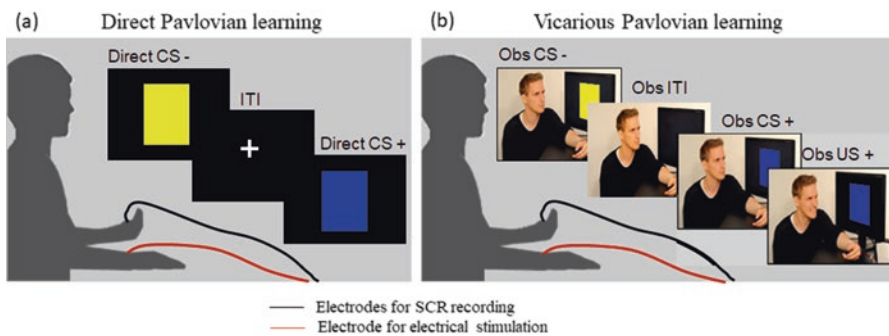 (a) Direct Pavlovian learning
Direct CS -
ITI
+
Direct CS +
(b) Vicarious Pavlovian learning
Obs CS -
Obs ITI
Obs CS +
Obs US +
Electrodes for SCR recording
Electrode for electrical stimulation